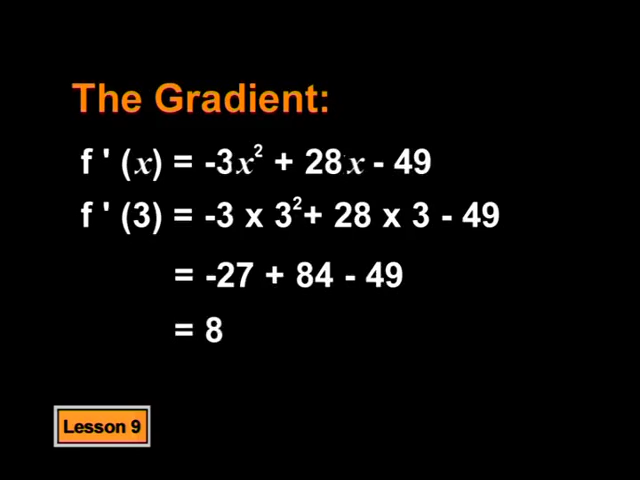 The Gradient:
f ' (x) = -3x² + 28x - 49
f ' (3) = -3 x 3² + 28 x 3 - 49
= -27 + 84 - 49
= 8
Lesson 9